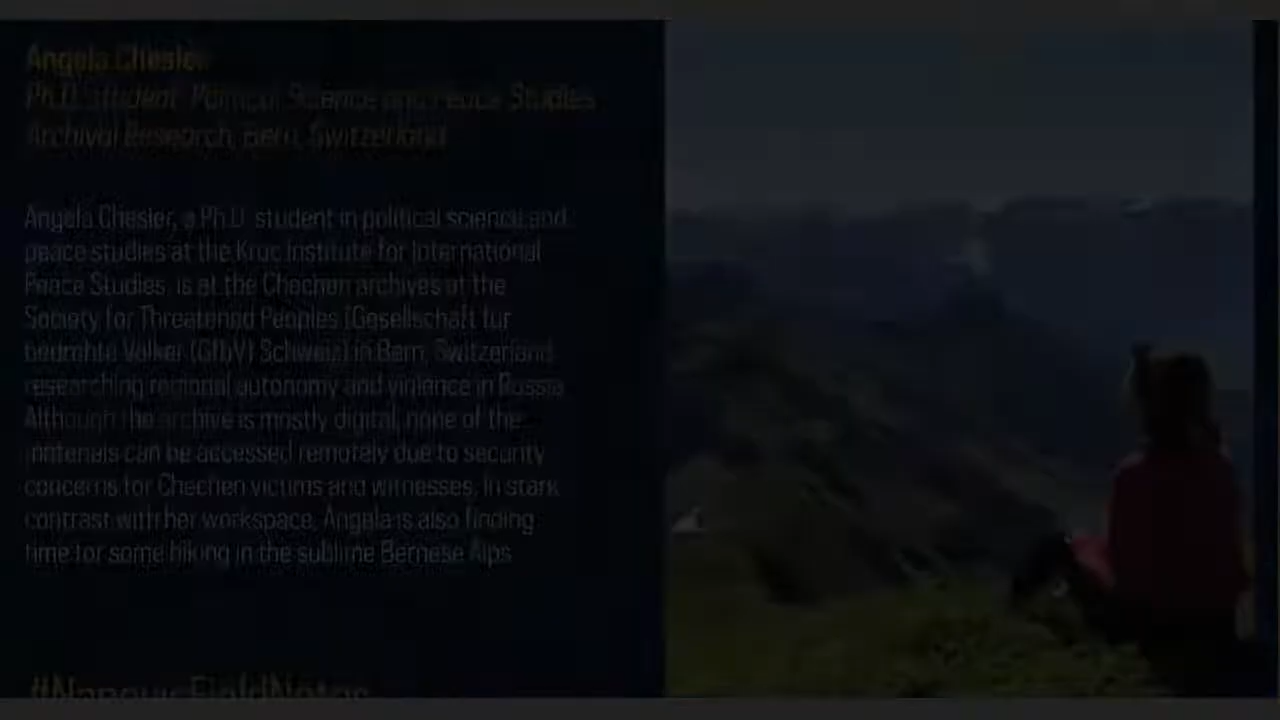 Angela Chesler
Ph.D. student, Political Science and Peace Studies
Archival Research, Bern, Switzerland
Angela Chesler, a Ph.D. student in political science and
peace studies at the Kroc Institute for International
Peace Studies, is at the Chechen archives at the
Society for Threatened Peoples (Gesellschaft für
bedrohte Völker (GfbV) Schweiz) in Bern, Switzerland
researching regional autonomy and violence in Russia.
Although the archive is mostly digital, none of the
materials can be accessed remotely due to security
concerns for Chechen victims and witnesses. In stark
contrast with her workspace, Angela is also finding
time for some hiking in the sublime Bernese Alps.